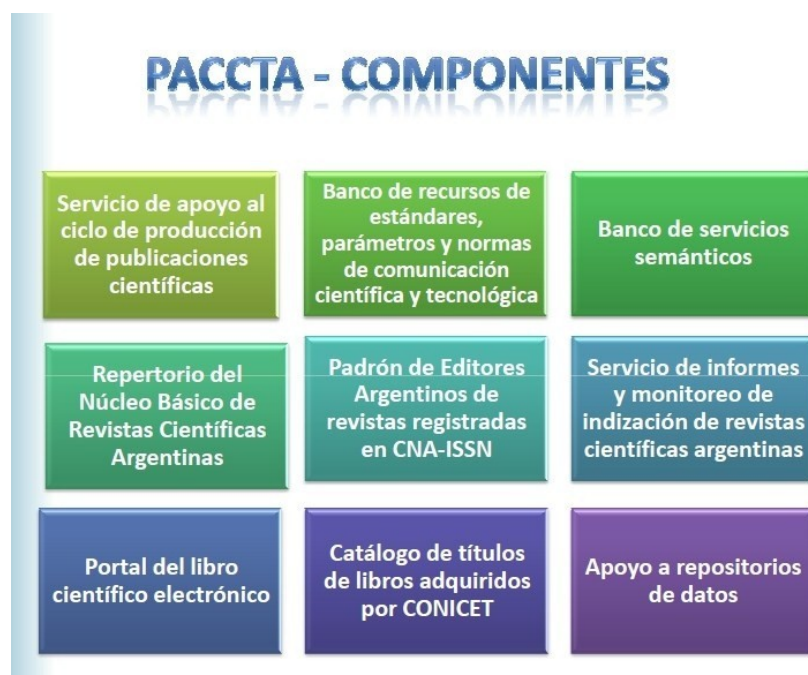 PACCTA - COMPONENTES
Servicio de apoyo al
ciclo de producción
de publicaciones
científicas
Banco de recursos de
estándares,
parámetros y normas
de comunicación
científica y tecnológica
Banco de servicios
semánticos
Repertorio del
Núcleo Básico de
Revistas Científicas
Argentinas
Padrón de Editores
Argentinos de
revistas registradas
en CNA-ISSN
Servicio de informes
y monitoreo de
indización de revistas
científicas argentinas
Portal del libro
científico electrónico
Catálogo de títulos
de libros adquiridos
por CONICET
Apoyo a repositorios
de datos